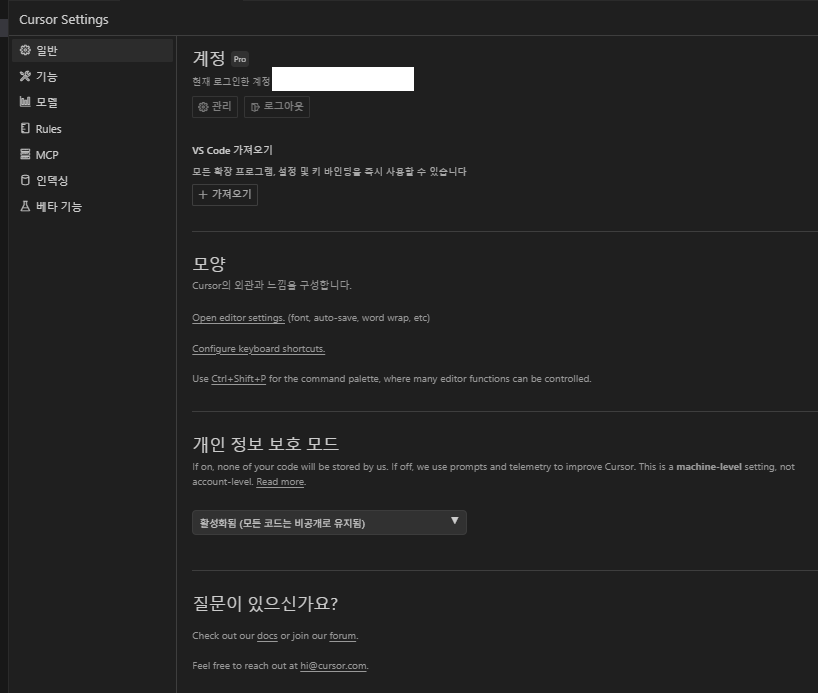 Cursor Settings
일반
기능
모델
Rules
MCP
인덱싱
베타 기능
계정 Pro
현재 로그인한 계정
관리 로그아웃
VS Code 가져오기
모든 확장 프로그램, 설정 및 키 바인딩을 즉시 사용할 수 있습니다
+ 가져오기
모양
Cursor의 외관과 느낌을 구성합니다.
Open editor settings. (font, auto-save, word wrap, etc)
Configure keyboard shortcuts.
Use Ctrl+Shift+P for the command palette, where many editor functions can be controlled.
개인 정보 보호 모드
If on, none of your code will be stored by us. If off, we use prompts and telemetry to improve Cursor. This is a machine-level setting, not
account-level. Read more.
활성화됨 (모든 코드는 비공개로 유지됨)
질문이 있으신가요?
Check out our docs or join our forum.
Feel free to reach out at hi@cursor.com.